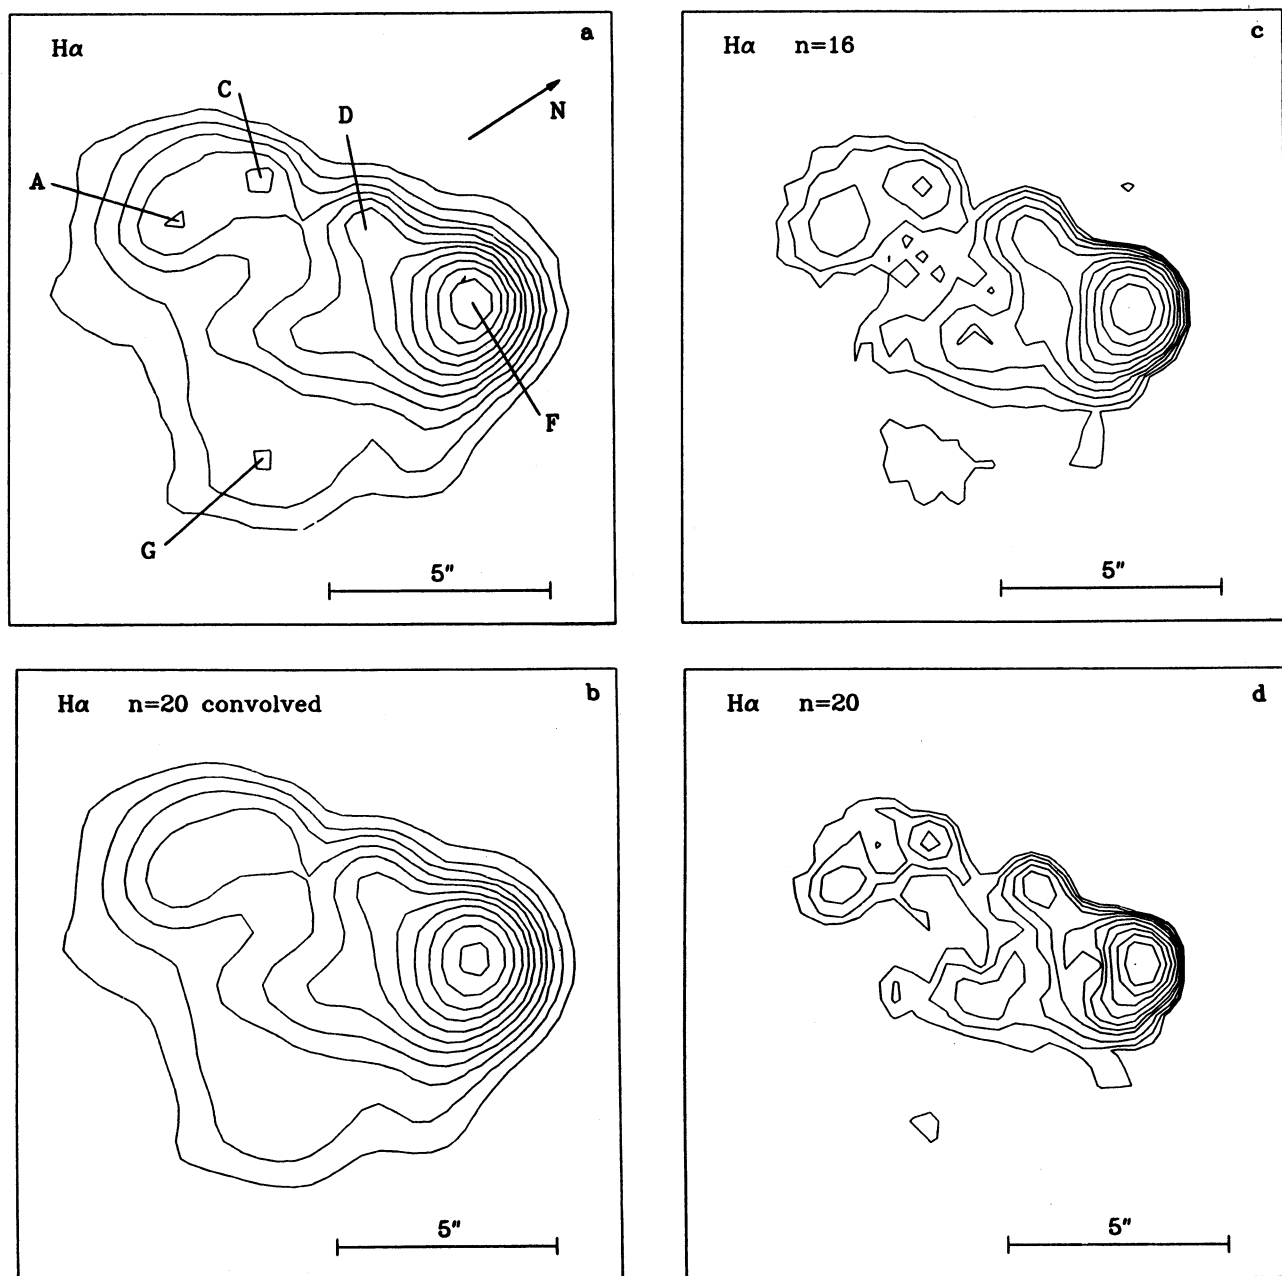 Hα
a
C
D
N
A
F
G
5"
Hα n=16
c
5"
Hα n=20 convolved
b
5"
Hα n=20
d
5"